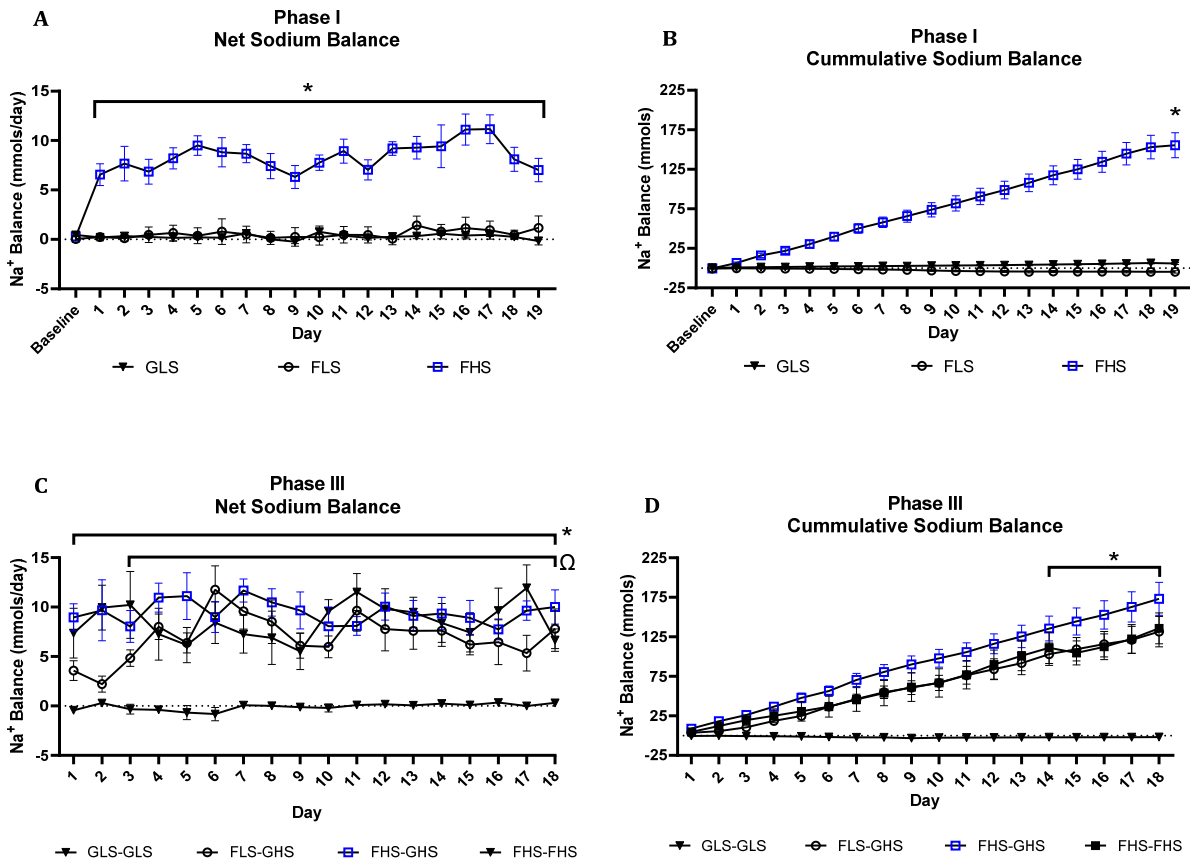 A
Phase I
Net Sodium Balance
*
15
10
5
0
-5
Na+ Balance (mmols/day)
Baseline 1 2 3 4 5 6 7 8 9 10 11 12 13 14 15 16 17 18 19
Day
GLS FLS FHS
B
Phase I
Cummulative Sodium Balance
*
225
175
125
75
25
-25
Na+ Balance (mmols)
Baseline 1 2 3 4 5 6 7 8 9 10 11 12 13 14 15 16 17 18 19
Day
GLS FLS FHS
C
Phase III
Net Sodium Balance
*
Ω
15
10
5
0
-5
Na+ Balance (mmols/day)
1 2 3 4 5 6 7 8 9 10 11 12 13 14 15 16 17 18
Day
GLS-GLS FLS-GHS FHS-GHS FHS-FHS
D
Phase III
Cummulative Sodium Balance
*
225
175
125
75
25
-25
Na+ Balance (mmols)
1 2 3 4 5 6 7 8 9 10 11 12 13 14 15 16 17 18
Day
GLS-GLS FLS-GHS FHS-GHS FHS-FHS